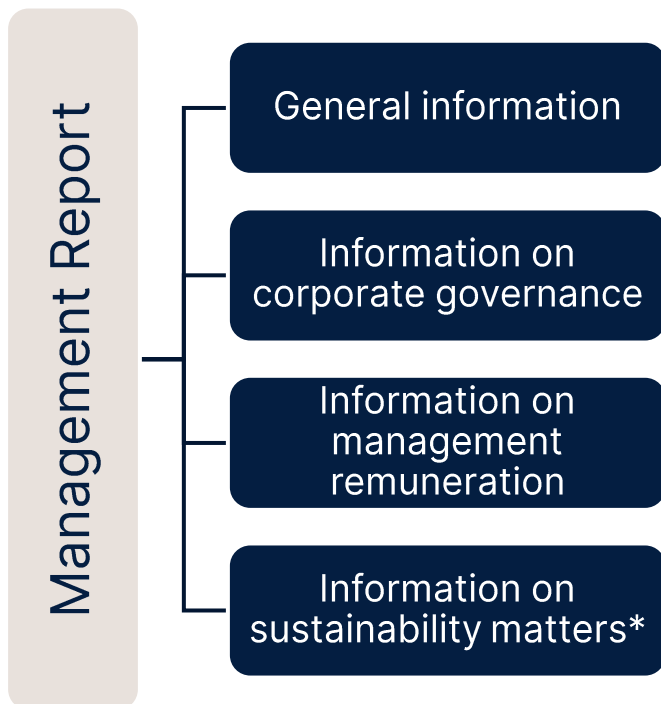 Management Report
General information
Information on
corporate governance
Information on
management
remuneration
Information on
sustainability matters*